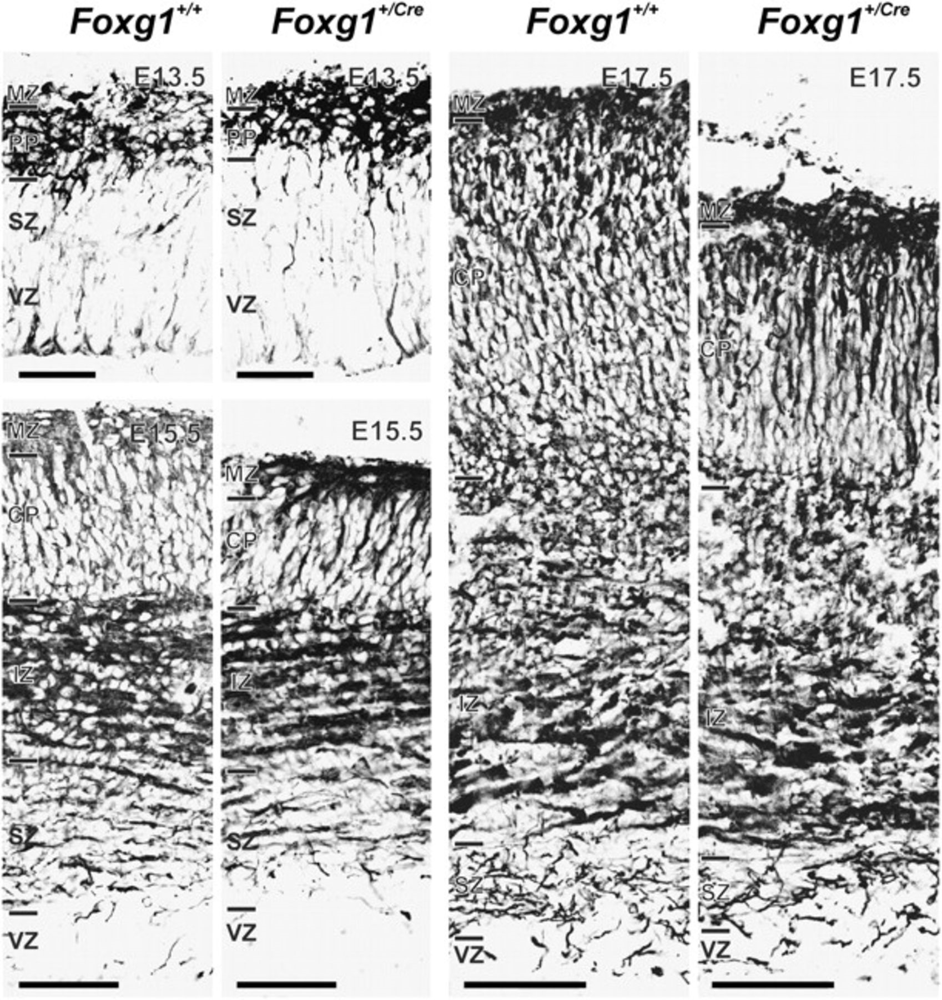 Foxg1+/+ Foxg1+/Cre Foxg1+/+ Foxg1+/Cre
E13.5
MZ
PP
SZ
VZ
E13.5
MZ
PP
SZ
VZ
E15.5
MZ
CP
IZ
SZ
VZ
E15.5
MZ
CP
IZ
SZ
VZ
E17.5
MZ
CP
IZ
SZ
VZ
E17.5
MZ
CP
IZ
SZ
VZ